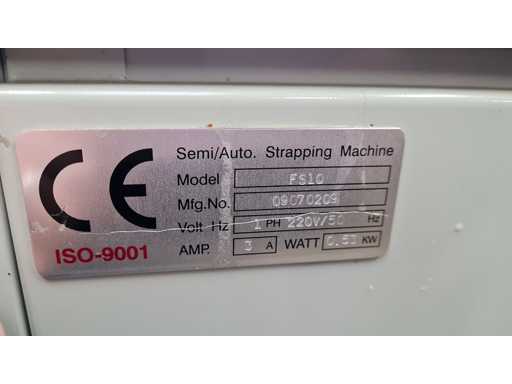 CE
ISO-9001
Semi/Auto. Strapping Machine
Model FS10
Mfg.No. 09070209
Volt Hz 1 PH 220V/50 Hz
AMP. 3 A WATT KW